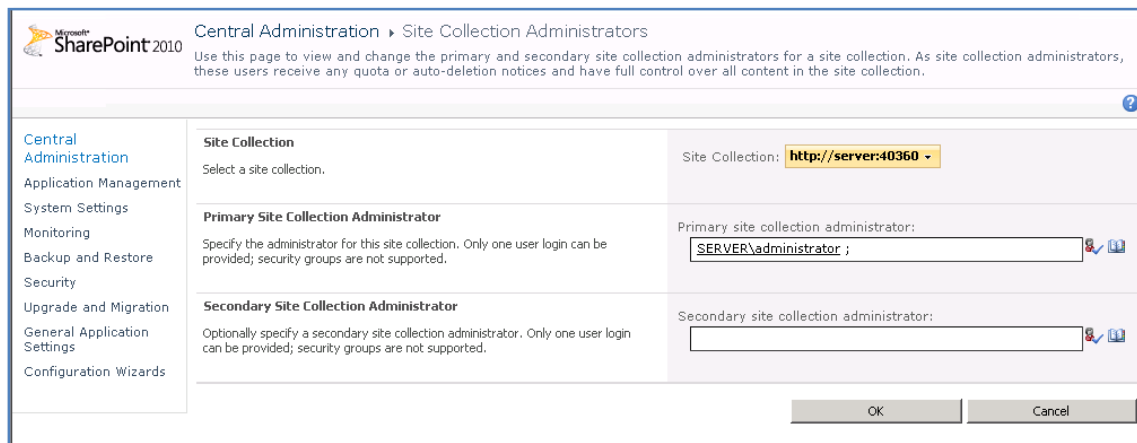 Microsoft
SharePoint 2010
Central Administration ▸ Site Collection Administrators
Use this page to view and change the primary and secondary site collection administrators for a site collection. As site collection administrators,
these users receive any quota or auto-deletion notices and have full control over all content in the site collection.
Central
Administration
Application Management
System Settings
Monitoring
Backup and Restore
Security
Upgrade and Migration
General Application
Settings
Configuration Wizards
Site Collection
Select a site collection.
Site Collection: http://server:40360
Primary Site Collection Administrator
Specify the administrator for this site collection. Only one user login can be
provided; security groups are not supported.
Primary site collection administrator:
SERVER\administrator ;
Secondary Site Collection Administrator
Optionally specify a secondary site collection administrator. Only one user login
can be provided; security groups are not supported.
Secondary site collection administrator:
OK
Cancel